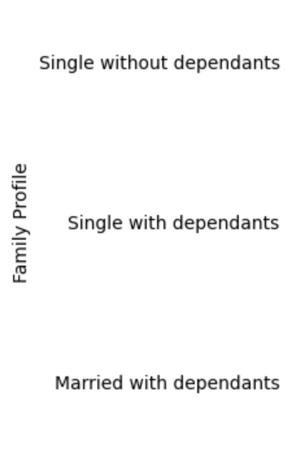 Single without dependants
Family Profile
Single with dependants
Married with dependants